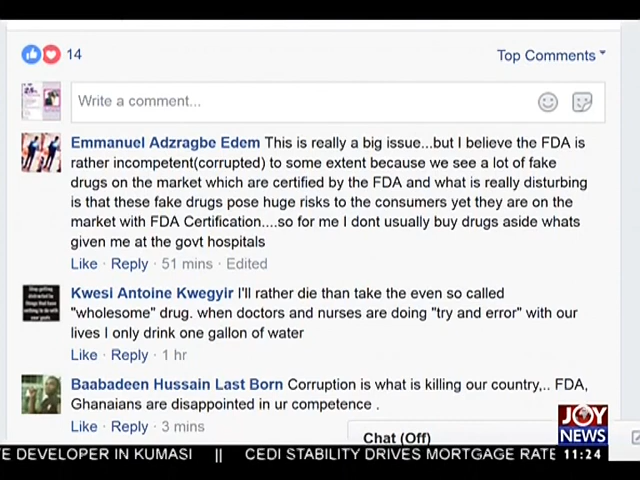 14
Top Comments
Write a comment...
Emmanuel Adzragbe Edem This is really a big issue...but I believe the FDA is
rather incompetent(corrupted) to some extent because we see a lot of fake
drugs on the market which are certified by the FDA and what is really disturbing
is that these fake drugs pose huge risks to the consumers yet they are on the
market with FDA Certification....so for me I dont usually buy drugs aside whats
given me at the govt hospitals
Like · Reply · 51 mins · Edited
Kwesi Antoine Kwegyir I'll rather die than take the even so called
"wholesome" drug. when doctors and nurses are doing "try and error" with our
lives I only drink one gallon of water
Like · Reply · 1 hr
Baabadeen Hussain Last Born Corruption is what is killing our country,.. FDA,
Ghanaians are disappointed in ur competence .
Like · Reply · 3 mins
Chat (Off)
JOY
NEWS
E DEVELOPER IN KUMASI || CEDI STABILITY DRIVES MORTGAGE RATE 11:24